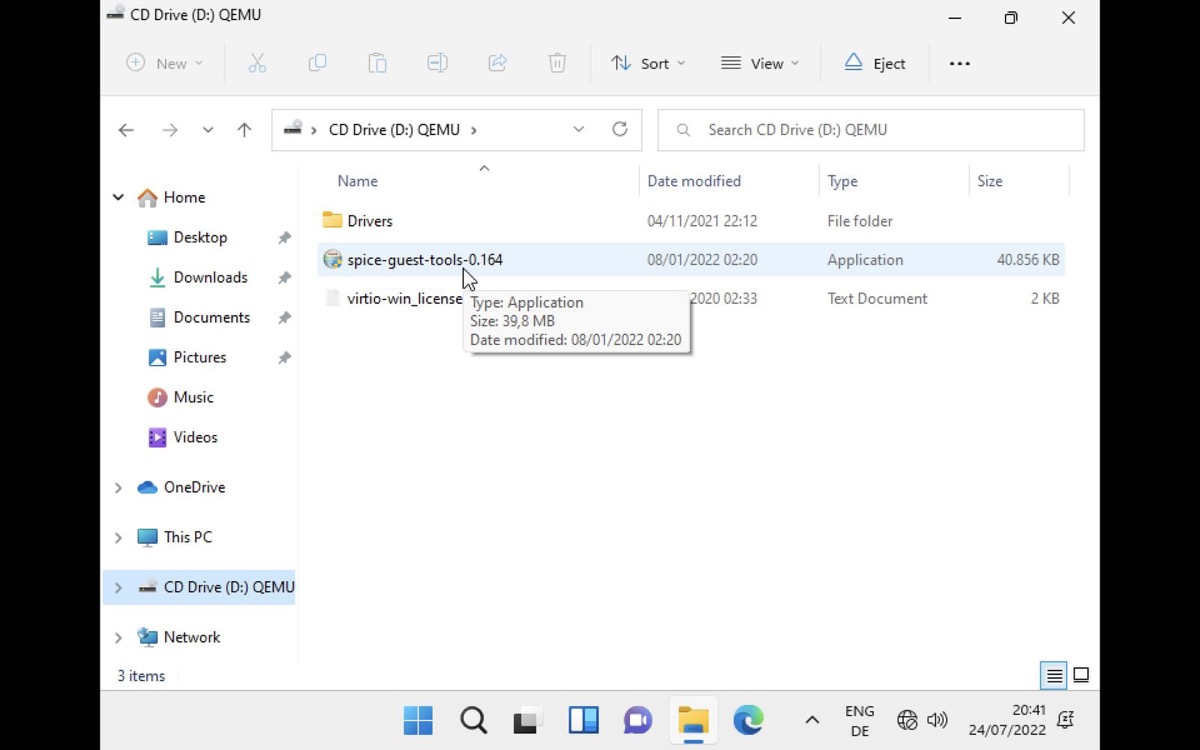 CD Drive (D:) QEMU
New
Sort
View
Eject
CD Drive (D:) QEMU
Search CD Drive (D:) QEMU
Name
Date modified
Type
Size
Home
Desktop
Downloads
Documents
Pictures
Music
Videos
OneDrive
This PC
CD Drive (D:) QEMU
Network
Drivers
04/11/2021 22:12
File folder
spice-guest-tools-0.164
08/01/2022 02:20
Application
40.856 KB
virtio-win_license
2020 02:33
Text Document
2 KB
Type: Application
Size: 39,8 MB
Date modified: 08/01/2022 02:20
3 items
ENG
DE
20:41
24/07/2022